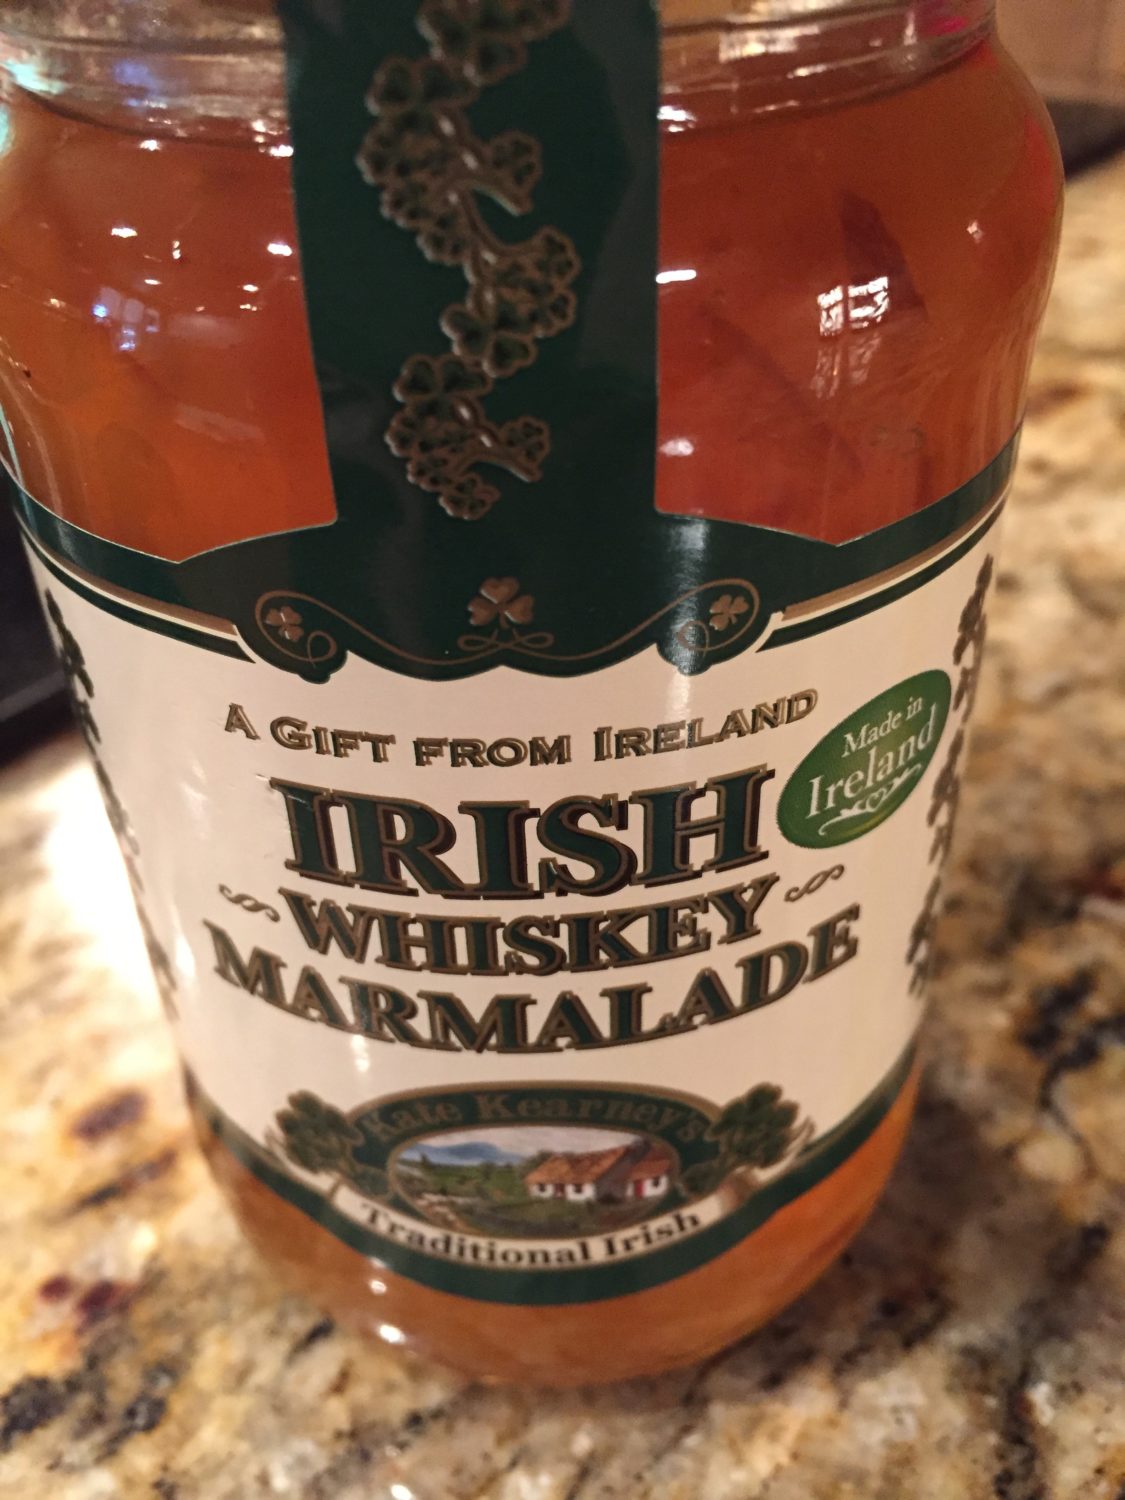 A GIFT FROM IRELAND
Made in
Ireland
IRISH
WHISKEY
MARMALADE
Kate Kearney's
Traditional Irish